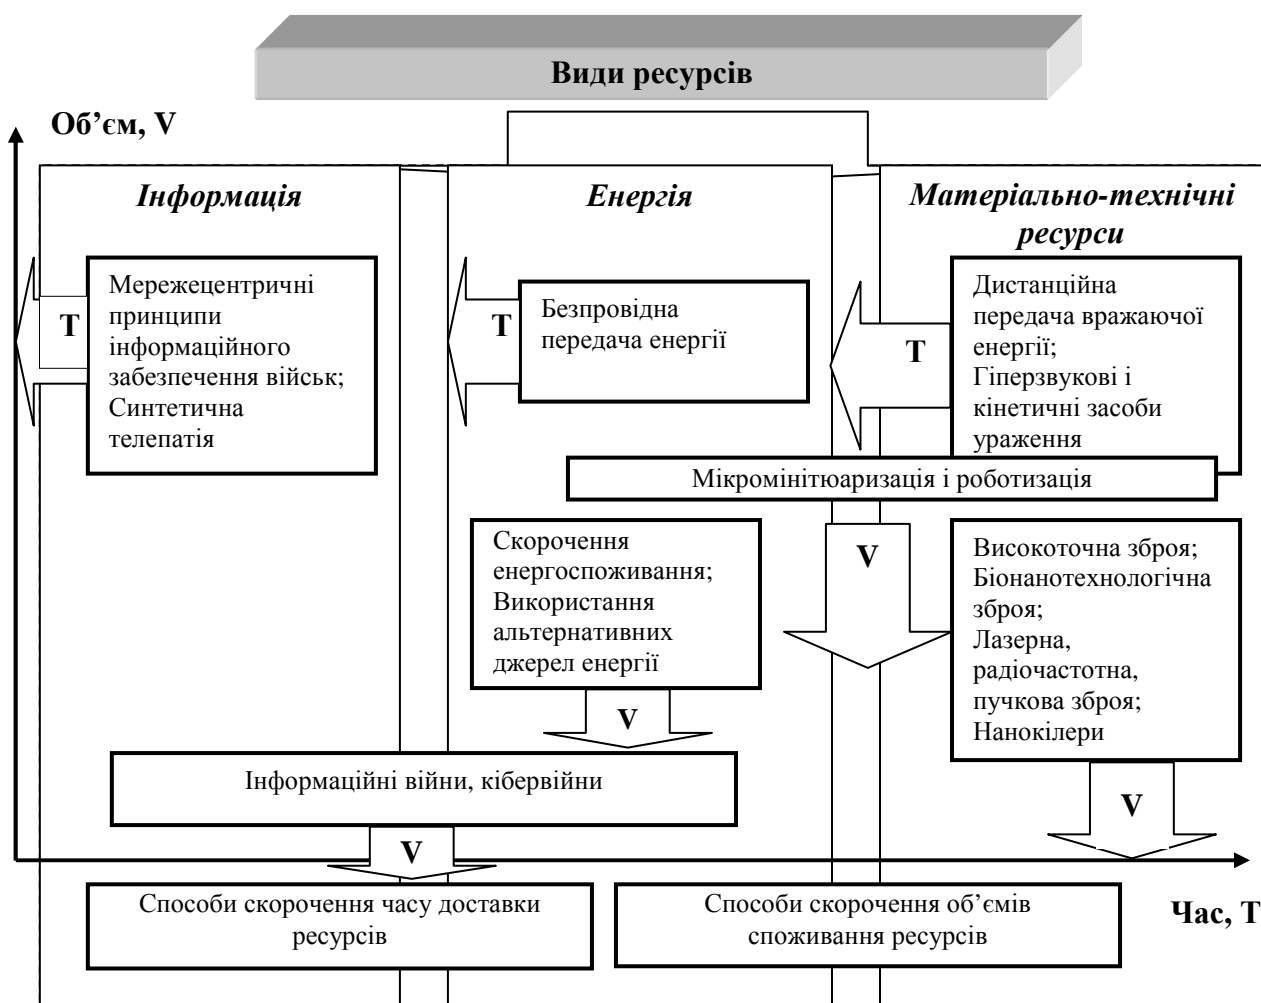 Види ресурсів
Об’єм, V
Інформація
Енергія
Матеріально-технічні
ресурси
Т
Мережецентричні
принципи
інформаційного
забезпечення військ;
Синтетична
телепатія
Т
Безпровідна
передача енергії
Т
Дистанційна
передача вражаючої
енергії;
Гіперзвукові і
кінетичні засоби
ураження
Мікромінітюаризація і роботизація
Скорочення
енергоспоживання;
Використання
альтернативних
джерел енергії
V
V
Високоточна зброя;
Біонанотехнологічна
зброя;
Лазерна,
радіочастотна,
пучкова зброя;
Нанокілери
V
Інформаційні війни, кібервійни
V
Способи скорочення часу доставки
ресурсів
Способи скорочення об’ємів
споживання ресурсів
Час, Т